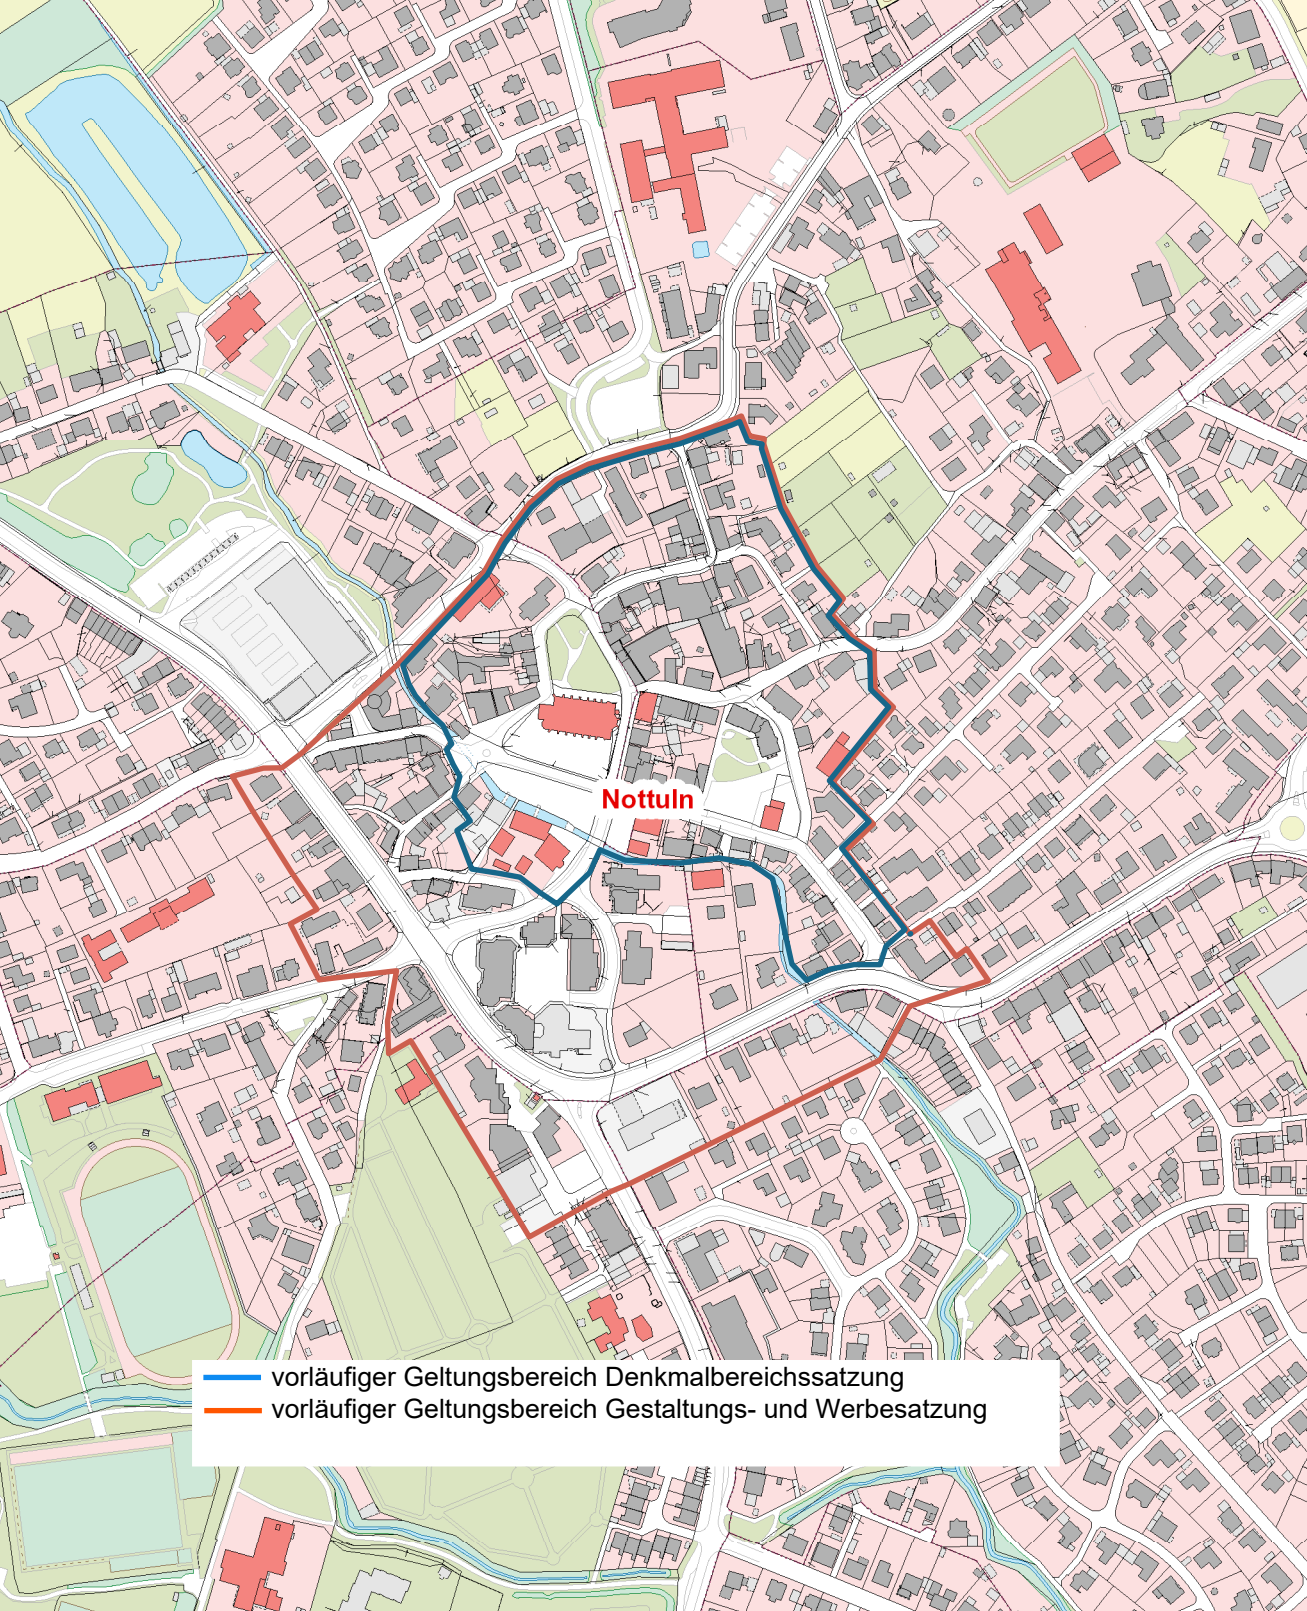 Nottuln
vorläufiger Geltungsbereich Denkmalbereichssatzung
vorläufiger Geltungsbereich Gestaltungs- und Werbesatzung